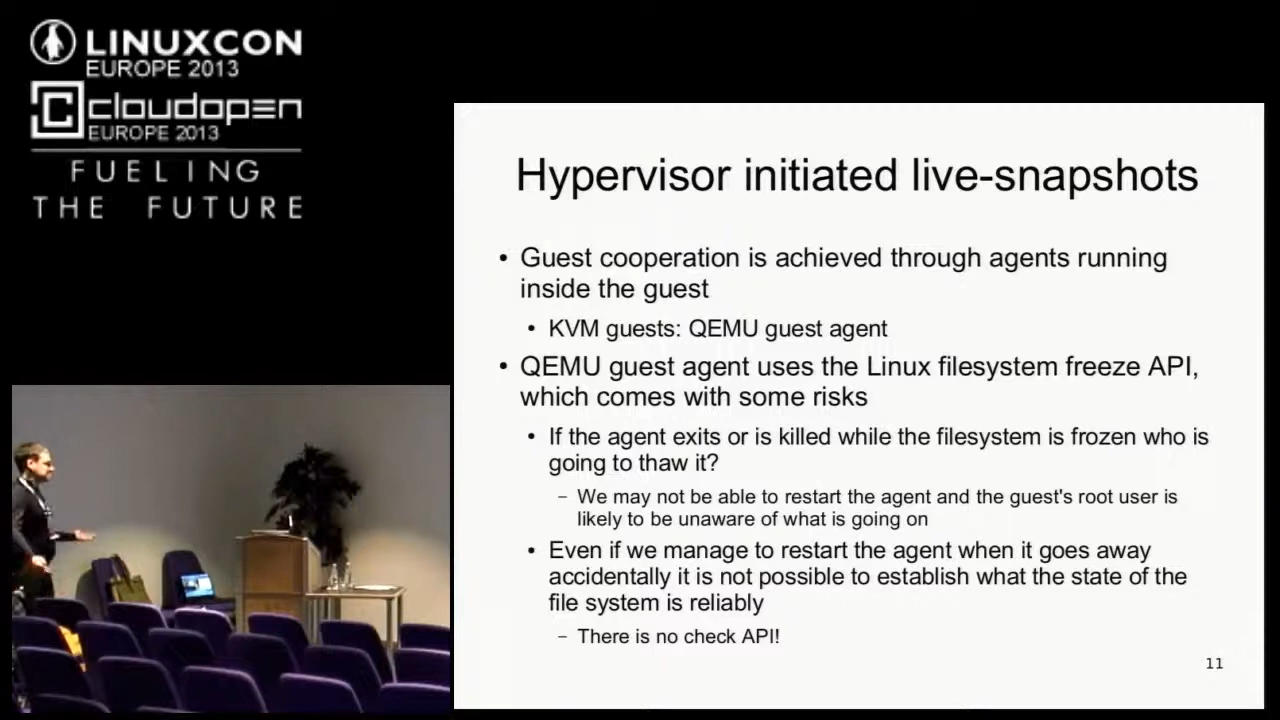 LINUXCON
EUROPE 2013
cloudopen
EUROPE 2013
FUELING
THE FUTURE
Hypervisor initiated live-snapshots
• Guest cooperation is achieved through agents running
inside the guest
• KVM guests: QEMU guest agent
• QEMU guest agent uses the Linux filesystem freeze API,
which comes with some risks
• If the agent exits or is killed while the filesystem is frozen who is
going to thaw it?
– We may not be able to restart the agent and the guest's root user is
likely to be unaware of what is going on
• Even if we manage to restart the agent when it goes away
accidentally it is not possible to establish what the state of the
file system is reliably
– There is no check API!
11